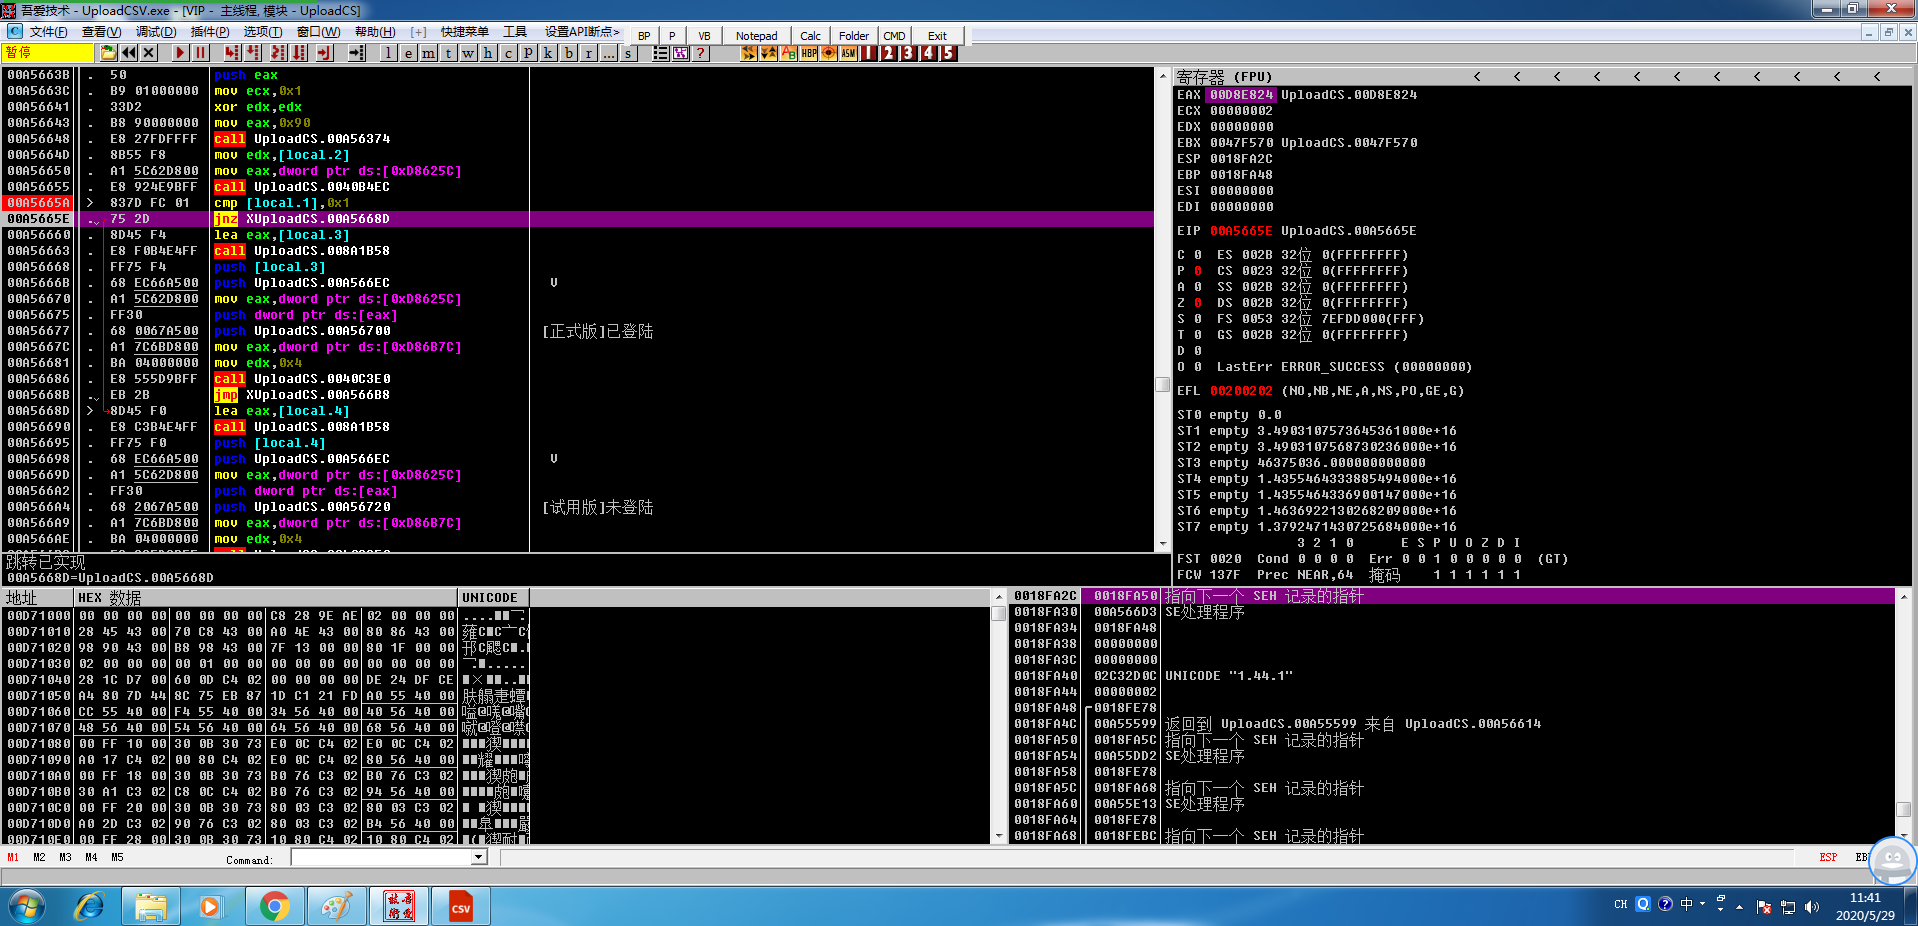 吾爱技术 - UploadCSV.exe - [VIP - 主线程, 模块 - UploadCS]
文件(F) 查看(V) 调试(D) 插件(P) 选项(T) 窗口(W) 帮助(H) [+] 快捷菜单 工具 设置API断点>
BP P VB Notepad Calc Folder CMD Exit
暂停 l e m t w h c p k b r ... s
00A5663B . 50 push eax
00A5663C . B9 01000000 mov ecx,0x1
00A56641 . 33D2 xor edx,edx
00A56643 . B8 90000000 mov eax,0x90
00A56648 . E8 27FDFFFF call UploadCS.00A56374
00A5664D . 8B55 F8 mov edx,[local.2]
00A56650 . A1 5C62D800 mov eax,dword ptr ds:[0xD8625C]
00A56655 . E8 924E9BFF call UploadCS.0040B4EC
00A5665A > 837D FC 01 cmp [local.1],0x1
00A5665E . 75 2D jnz XUploadCS.00A5668D
00A56660 . 8D45 F4 lea eax,[local.3]
00A56663 . E8 F0B4E4FF call UploadCS.008A1B58
00A56668 . FF75 F4 push [local.3]
00A5666B . 68 EC66A500 push UploadCS.00A566EC V
00A56670 . A1 5C62D800 mov eax,dword ptr ds:[0xD8625C]
00A56675 . FF30 push dword ptr ds:[eax]
00A56677 . 68 0067A500 push UploadCS.00A56700 [正式版]已登陆
00A5667C . A1 7C6BD800 mov eax,dword ptr ds:[0xD86B7C]
00A56681 . BA 04000000 mov edx,0x4
00A56686 . E8 555D9BFF call UploadCS.0040C3E0
00A5668B . EB 2B jmp XUploadCS.00A566B8
00A5668D > 8D45 F0 lea eax,[local.4]
00A56690 . E8 C3B4E4FF call UploadCS.008A1B58
00A56695 . FF75 F0 push [local.4]
00A56698 . 68 EC66A500 push UploadCS.00A566EC V
00A5669D . A1 5C62D800 mov eax,dword ptr ds:[0xD8625C]
00A566A2 . FF30 push dword ptr ds:[eax]
00A566A4 . 68 2067A500 push UploadCS.00A56720 [试用版]未登陆
00A566A9 . A1 7C6BD800 mov eax,dword ptr ds:[0xD86B7C]
00A566AE . BA 04000000 mov edx,0x4
跳转已实现
00A5668D=UploadCS.00A5668D
寄存器 (FPU) < < < < < < < < < < <
EAX 00D8E824 UploadCS.00D8E824
ECX 00000002
EDX 00000000
EBX 0047F570 UploadCS.0047F570
ESP 0018FA2C
EBP 0018FA48
ESI 00000000
EDI 00000000
EIP 00A5665E UploadCS.00A5665E
C 0 ES 002B 32位 0(FFFFFFFF)
P 0 CS 0023 32位 0(FFFFFFFF)
A 0 SS 002B 32位 0(FFFFFFFF)
Z 0 DS 002B 32位 0(FFFFFFFF)
S 0 FS 0053 32位 7EFDD000(FFF)
T 0 GS 002B 32位 0(FFFFFFFF)
D 0
O 0 LastErr ERROR_SUCCESS (00000000)
EFL 00200202 (NO,NB,NE,A,NS,PO,GE,G)
ST0 empty 0.0
ST1 empty 3.4903107573645361000e+16
ST2 empty 3.4903107568730236000e+16
ST3 empty 46375036.000000000000
ST4 empty 1.4355464333885494000e+16
ST5 empty 1.4355464336900147000e+16
ST6 empty 1.4636922130268209000e+16
ST7 empty 1.3792471430725684000e+16
3 2 1 0 E S P U O Z D I
FST 0020 Cond 0 0 0 0 Err 0 0 1 0 0 0 0 0 (GT)
FCW 137F Prec NEAR,64 掩码 1 1 1 1 1 1
地址 HEX 数据 UNICODE
00D71000 00 00 00 00 00 00 00 00 C8 28 9E AE 02 00 00 00
00D71010 28 45 43 00 70 C8 43 00 A0 4E 43 00 80 86 43 00
00D71020 98 90 43 00 B8 98 43 00 7F 13 00 00 80 1F 00 00
00D71030 02 00 00 00 00 01 00 00 00 00 00 00 00 00 00 00
00D71040 28 1C D7 00 60 0D C4 02 00 00 00 00 DE 24 DF CE
00D71050 A4 80 7D 44 8C 75 EB 87 1D C1 21 FD A0 55 40 00
00D71060 CC 55 40 00 F4 55 40 00 34 56 40 00 40 56 40 00
00D71070 48 56 40 00 54 56 40 00 64 56 40 00 68 56 40 00
00D71080 00 FF 10 00 30 0B 30 73 E0 0C C4 02 E0 0C C4 02
00D71090 A0 17 C4 02 00 80 C4 02 E0 0C C4 02 80 56 40 00
00D710A0 00 FF 18 00 30 0B 30 73 B0 76 C3 02 B0 76 C3 02
00D710B0 30 A1 C3 02 C8 0C C4 02 B0 76 C3 02 94 56 40 00
00D710C0 00 FF 20 00 30 0B 30 73 80 03 C3 02 80 03 C3 02
00D710D0 A0 2D C3 02 90 76 C3 02 80 03 C3 02 B4 56 40 00
00D710E0 00 FF 28 00 30 0B 30 73 10 80 C4 02 10 80 C4 02
0018FA2C 0018FA50 指向下一个 SEH 记录的指针
0018FA30 00A566D3 SE处理程序
0018FA34 0018FA48
0018FA38 00000000
0018FA3C 00000000
0018FA40 02C32D0C UNICODE "1.44.1"
0018FA44 00000002
0018FA48 0018FE78
0018FA4C 00A55599 返回到 UploadCS.00A55599 来自 UploadCS.00A56614
0018FA50 0018FA5C 指向下一个 SEH 记录的指针
0018FA54 00A55DD2 SE处理程序
0018FA58 0018FE78
0018FA5C 0018FA68 指向下一个 SEH 记录的指针
0018FA60 00A55E13 SE处理程序
0018FA64 0018FE78
0018FA68 0018FEBC 指向下一个 SEH 记录的指针
M1 M2 M3 M4 M5 Command: ESP
CSV
CH 中
11:41
2020/5/29